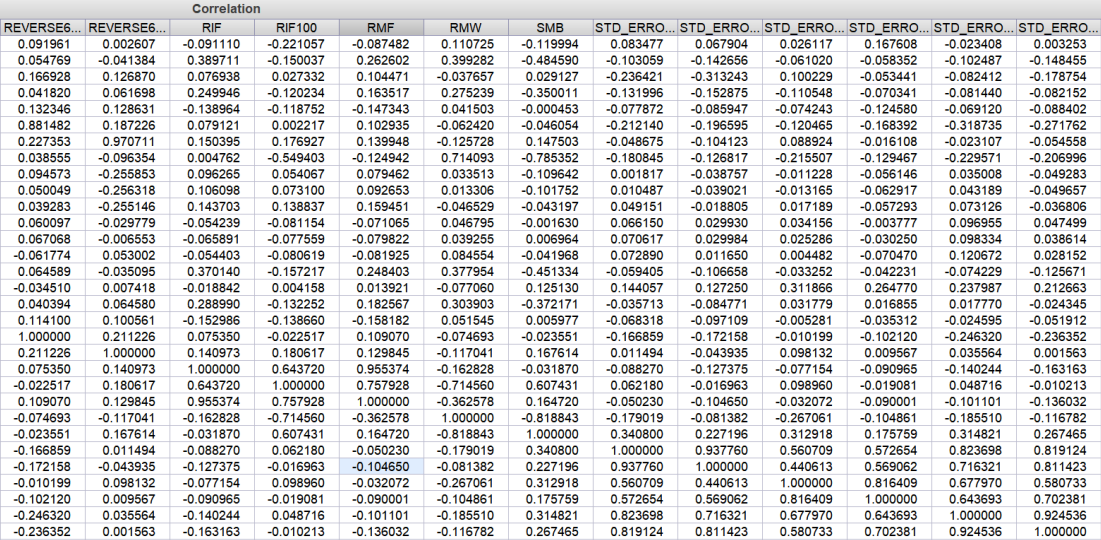 Correlation
REVERSE6... REVERSE6... RIF RIF100 RMF RMW SMB STD_ERRO... STD_ERRO... STD_ERRO... STD_ERRO... STD_ERRO... STD_ERRO...
0.091961 0.002607 -0.091110 -0.221057 -0.087482 0.110725 -0.119994 0.083477 0.067904 0.026117 0.167608 -0.023408 0.003253
0.054769 -0.041384 0.389711 -0.150037 0.262602 0.399282 -0.484590 -0.103059 -0.142656 -0.061020 -0.058352 -0.102487 -0.148455
0.166928 0.126870 0.076938 0.027332 0.104471 -0.037657 0.029127 -0.236421 -0.313243 0.100229 -0.053441 -0.082412 -0.178754
0.041820 0.061698 0.249946 -0.120234 0.163517 0.275239 -0.350011 -0.131996 -0.152875 -0.110548 -0.070341 -0.081440 -0.082152
0.132346 0.128631 -0.138964 -0.118752 -0.147343 0.041503 -0.000453 -0.077872 -0.085947 -0.074243 -0.124580 -0.069120 -0.088402
0.881482 0.187226 0.079121 0.002217 0.102935 -0.062420 -0.046054 -0.212140 -0.196595 -0.120465 -0.168392 -0.318735 -0.271762
0.227353 0.970711 0.150395 0.176927 0.139948 -0.125728 0.147503 -0.048675 -0.104123 0.088924 -0.016108 -0.023107 -0.054558
0.038555 -0.096354 0.004762 -0.549403 -0.124942 0.714093 -0.785352 -0.180845 -0.126817 -0.215507 -0.129467 -0.229571 -0.206996
0.094573 -0.255853 0.096265 0.054067 0.079462 0.033513 -0.109642 0.001817 -0.038757 -0.011228 -0.056146 0.035008 -0.049283
0.050049 -0.256318 0.106098 0.073100 0.092653 0.013306 -0.101752 0.010487 -0.039021 -0.013165 -0.062917 0.043189 -0.049657
0.039283 -0.255146 0.143703 0.138837 0.159451 -0.046529 -0.043197 0.049151 -0.018805 0.017189 -0.057293 0.073126 -0.036806
0.060097 -0.029779 -0.054239 -0.081154 -0.071065 0.046795 -0.001630 0.066150 0.029930 0.034156 -0.003777 0.096955 0.047499
0.067068 -0.006553 -0.065891 -0.077559 -0.079822 0.039255 0.006964 0.070617 0.029984 0.025286 -0.030250 0.098334 0.038614
-0.061774 0.053002 -0.054403 -0.080619 -0.081925 0.084554 -0.041968 0.072890 0.011650 0.004482 -0.070470 0.120672 0.028152
0.064589 -0.035095 0.370140 -0.157217 0.248403 0.377954 -0.451334 -0.059405 -0.106658 -0.033252 -0.042231 -0.074229 -0.125671
-0.034510 0.007418 -0.018842 0.004158 0.013921 -0.077060 0.125130 0.144057 0.127250 0.311866 0.264770 0.237987 0.212663
0.040394 0.064580 0.288990 -0.132252 0.182567 0.303903 -0.372171 -0.035713 -0.084771 0.031779 0.016855 0.017770 -0.024345
0.114100 0.100561 -0.152986 -0.138660 -0.158182 0.051545 0.005977 -0.068318 -0.097109 -0.005281 -0.035312 -0.024595 -0.051912
1.000000 0.211226 0.075350 -0.022517 0.109070 -0.074693 -0.023551 -0.166859 -0.172158 -0.010199 -0.102120 -0.246320 -0.236352
0.211226 1.000000 0.140973 0.180617 0.129845 -0.117041 0.167614 0.011494 -0.043935 0.098132 0.009567 0.035564 0.001563
0.075350 0.140973 1.000000 0.643720 0.955374 -0.162828 -0.031870 -0.088270 -0.127375 -0.077154 -0.090965 -0.140244 -0.163163
-0.022517 0.180617 0.643720 1.000000 0.757928 -0.714560 0.607431 0.062180 -0.016963 0.098960 -0.019081 0.048716 -0.010213
0.109070 0.129845 0.955374 0.757928 1.000000 -0.362578 0.164720 -0.050230 -0.104650 -0.032072 -0.090001 -0.101101 -0.136032
-0.074693 -0.117041 -0.162828 -0.714560 -0.362578 1.000000 -0.818843 -0.179019 -0.081382 -0.267061 -0.104861 -0.185510 -0.116782
-0.023551 0.167614 -0.031870 0.607431 0.164720 -0.818843 1.000000 0.340800 0.227196 0.312918 0.175759 0.314821 0.267465
-0.166859 0.011494 -0.088270 0.062180 -0.050230 -0.179019 0.340800 1.000000 0.937760 0.560709 0.572654 0.823698 0.819124
-0.172158 -0.043935 -0.127375 -0.016963 -0.104650 -0.081382 0.227196 0.937760 1.000000 0.440613 0.569062 0.716321 0.811423
-0.010199 0.098132 -0.077154 0.098960 -0.032072 -0.267061 0.312918 0.560709 0.440613 1.000000 0.816409 0.677970 0.580733
-0.102120 0.009567 -0.090965 -0.019081 -0.090001 -0.104861 0.175759 0.572654 0.569062 0.816409 1.000000 0.643693 0.702381
-0.246320 0.035564 -0.140244 0.048716 -0.101101 -0.185510 0.314821 0.823698 0.716321 0.677970 0.643693 1.000000 0.924536
-0.236352 0.001563 -0.163163 -0.010213 -0.136032 -0.116782 0.267465 0.819124 0.811423 0.580733 0.702381 0.924536 1.000000